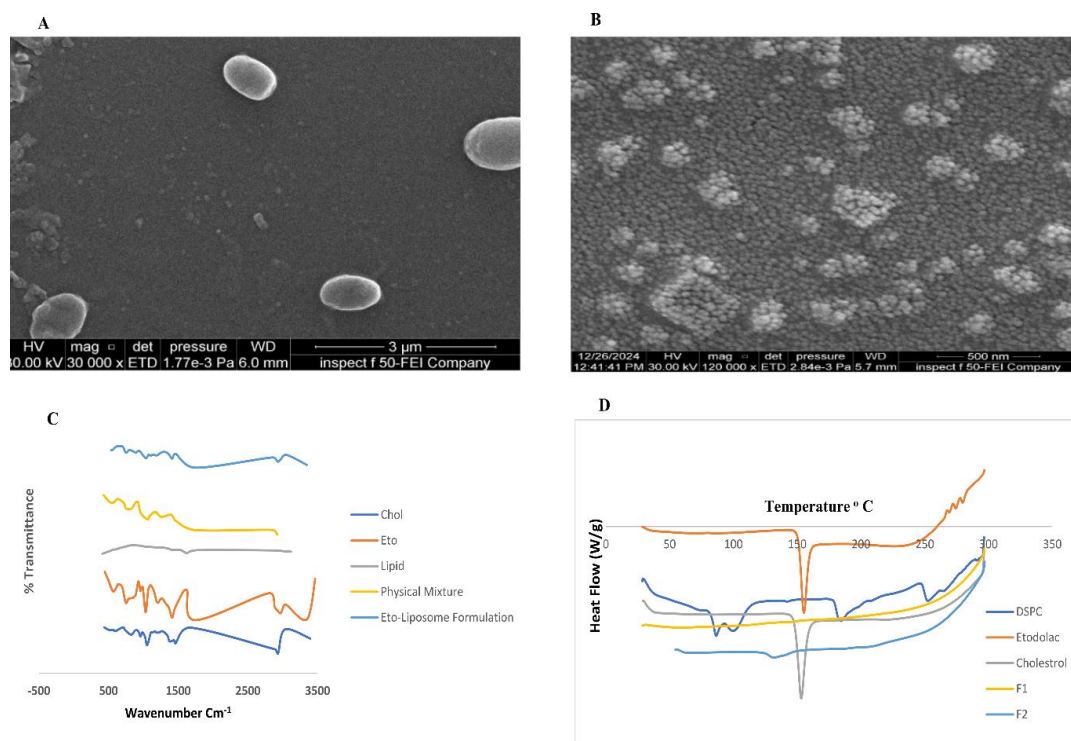 A
B
HV mag □ det pressure WD 3 µm
30.00 kV 30 000 x ETD 1.77e-3 Pa 6.0 mm inspect f 50-FEI Company
12/26/2024 HV mag □ det pressure WD 500 nm
12:41:41 PM 30.00 kV 120 000 x ETD 2.84e-3 Pa 5.7 mm inspect f 50-FEI Company
C
% Transmittance
Chol
Eto
Lipid
Physical Mixture
Eto-Liposome Formulation
-500 500 1500 2500 3500
Wavenumber Cm-1
D
Temperature º C
0 50 100 150 200 250 300 350
Heat Flow (W/g)
DSPC
Etodolac
Cholestrol
F1
F2